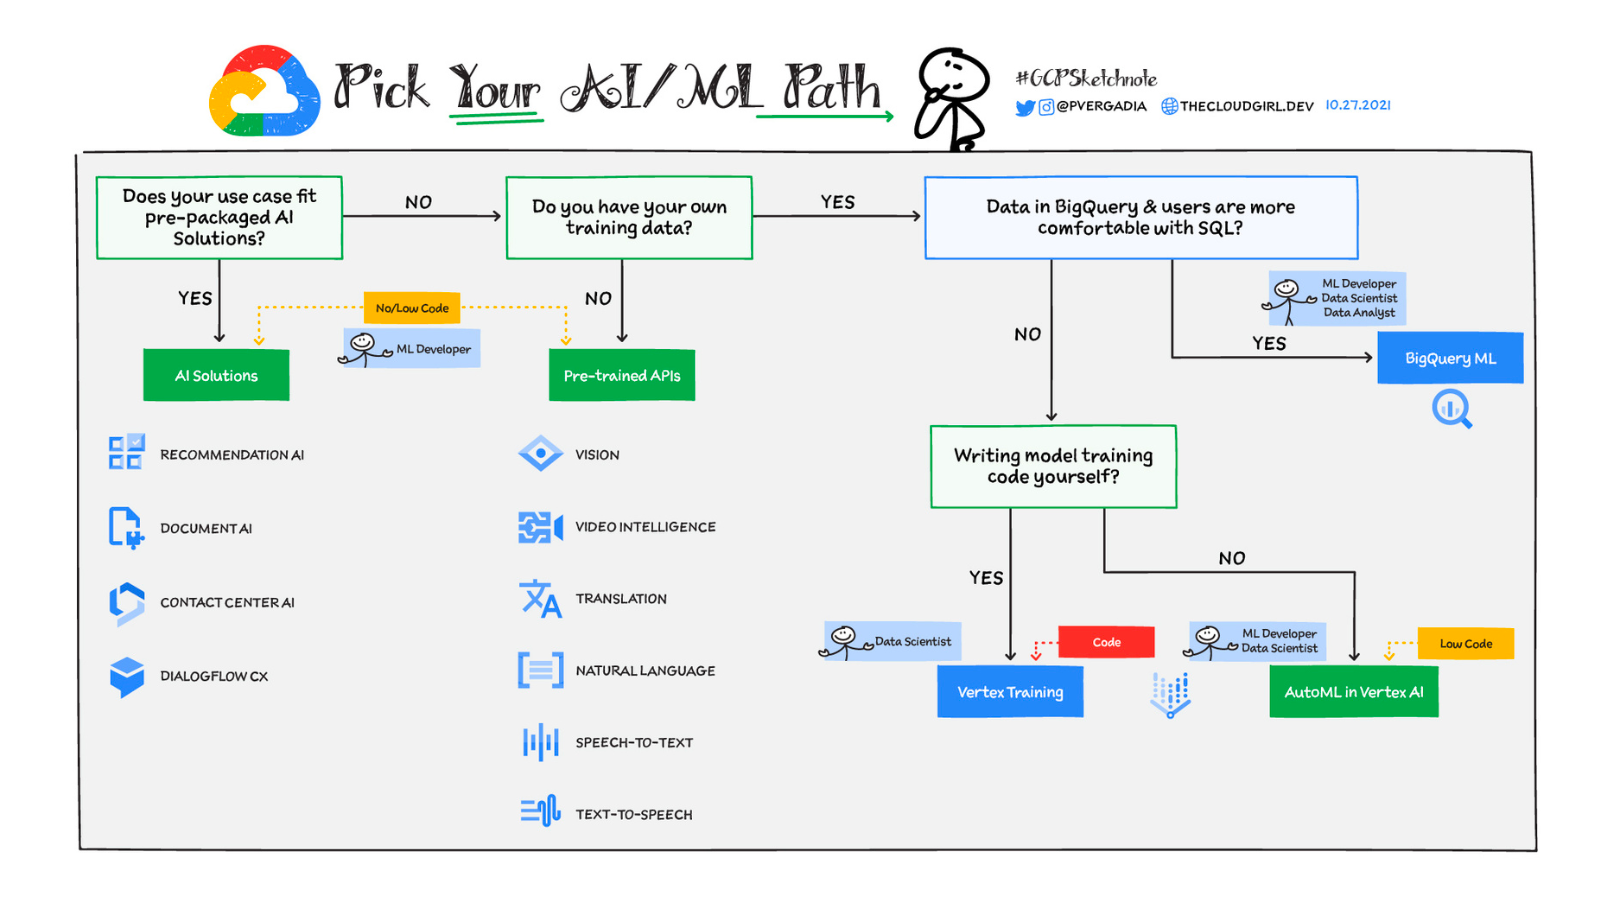 Pick Your AI/ML Path
#GCPSketchnote
@PVERGADIA THECLOUDGIRL.DEV 10.27.2021
Does your use case fit
pre-packaged AI
Solutions?
NO
Do you have your own
training data?
YES
Data in BigQuery & users are more
comfortable with SQL?
YES
No/Low Code
ML Developer
NO
AI Solutions
Pre-trained APIs
NO
ML Developer
Data Scientist
Data Analyst
YES
BigQuery ML
RECOMMENDATION AI
DOCUMENT AI
CONTACT CENTER AI
DIALOGFLOW CX
VISION
VIDEO INTELLIGENCE
TRANSLATION
NATURAL LANGUAGE
SPEECH-TO-TEXT
TEXT-TO-SPEECH
Writing model training
code yourself?
YES
NO
Data Scientist
Code
Vertex Training
ML Developer
Data Scientist
Low Code
AutoML in Vertex AI